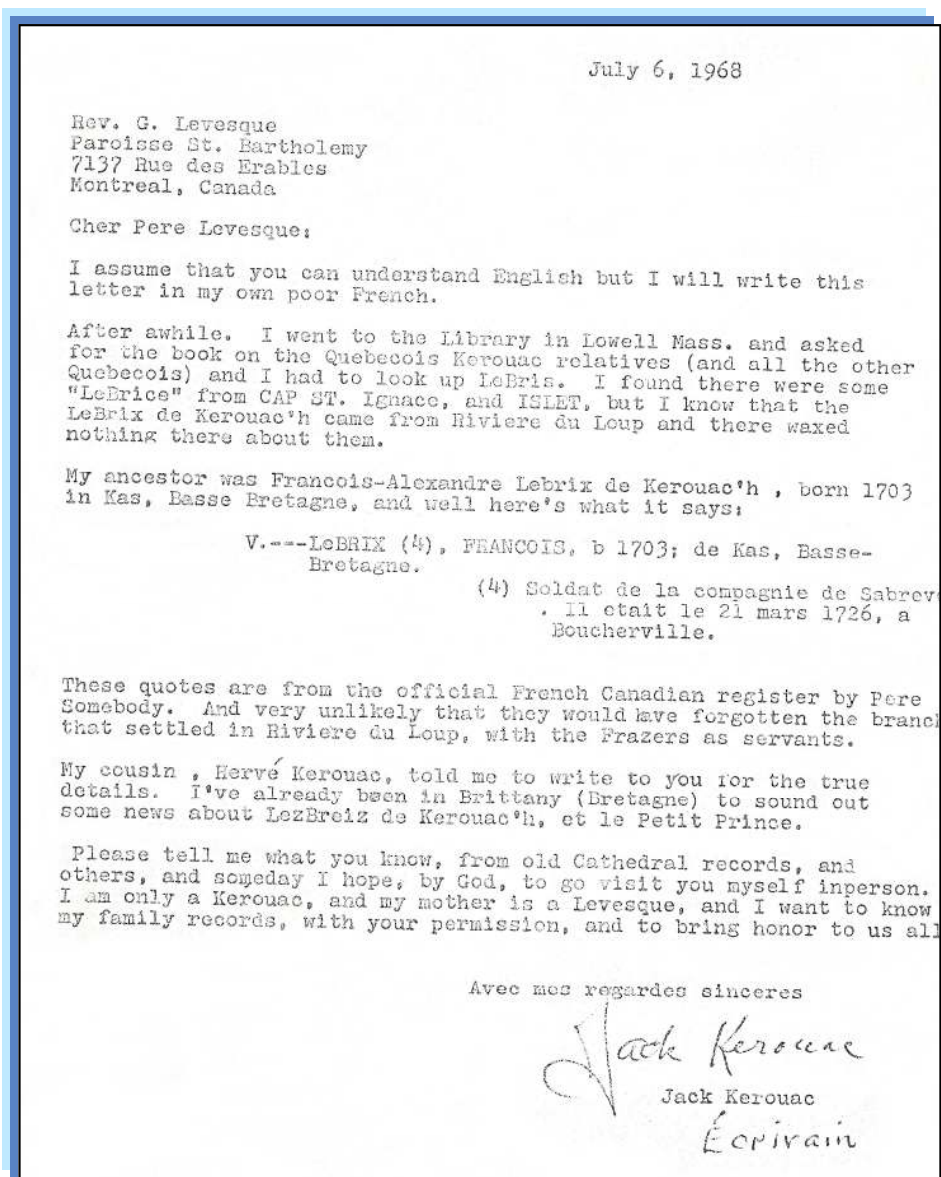 July 6, 1968
Rev. G. Levesque
Paroisse St. Bartholemy
7137 Rue des Erables
Montreal, Canada
Cher Pere Levesque:
I assume that you can understand English but I will write this
letter in my own poor French.
After awhile. I went to the Library in Lowell Mass. and asked
for the book on the Quebecois Kerouac relatives (and all the other
Quebecois) and I had to look up LeBris. I found there were some
"LeBrice" from CAP ST. Ignace, and ISLET, but I know that the
LeBrix de Kerouac'h came from Riviere du Loup and there waxed
nothing there about them.
My ancestor was Francois-Alexandre Lebrix de Kerouac'h , born 1703
in Kas, Basse Bretagne, and well here's what it says:
V.---LeBRIX (4), FRANCOIS, b 1703; de Kas, Basse-
Bretagne.
(4) Soldat de la compagnie de Sabrev
. Il etait le 21 mars 1726, a
Boucherville.
These quotes are from the official French Canadian register by Pere
Somebody. And very unlikely that they would have forgotten the branch
that settled in Riviere du Loup, with the Frazers as servants.
My cousin , Hervé Kerouac, told me to write to you for the true
details. I've already been in Brittany (Bretagne) to sound out
some news about LezBreiz de Kerouac'h, et le Petit Prince.
Please tell me what you know, from old Cathedral records, and
others, and someday I hope, by God, to go visit you myself inperson.
I am only a Kerouac, and my mother is a Levesque, and I want to know
my family records, with your permission, and to bring honor to us all
Avec mes regardes sinceres
Jack Kerouac
Jack Kerouac
Écrivain